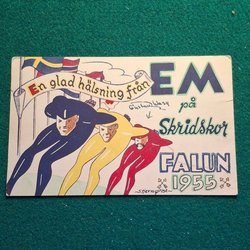 En glad hälsning från
EM
på
Skridskor
FALUN
1955